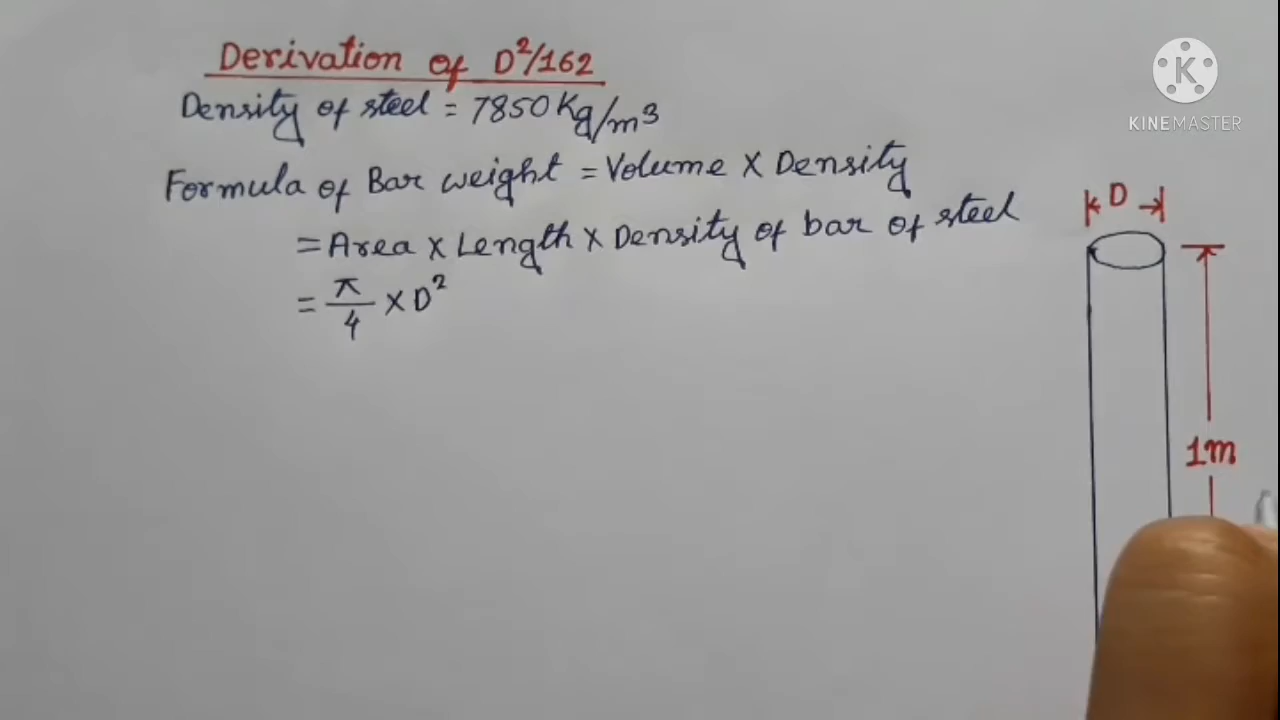 Derivation of D²/162
Density of steel = 7850 Kg/m³
Formula of Bar weight = Volume X Density
= Area x Length x Density of bar of steel
= π/4 x D²
D
1m
K
KINEMASTER